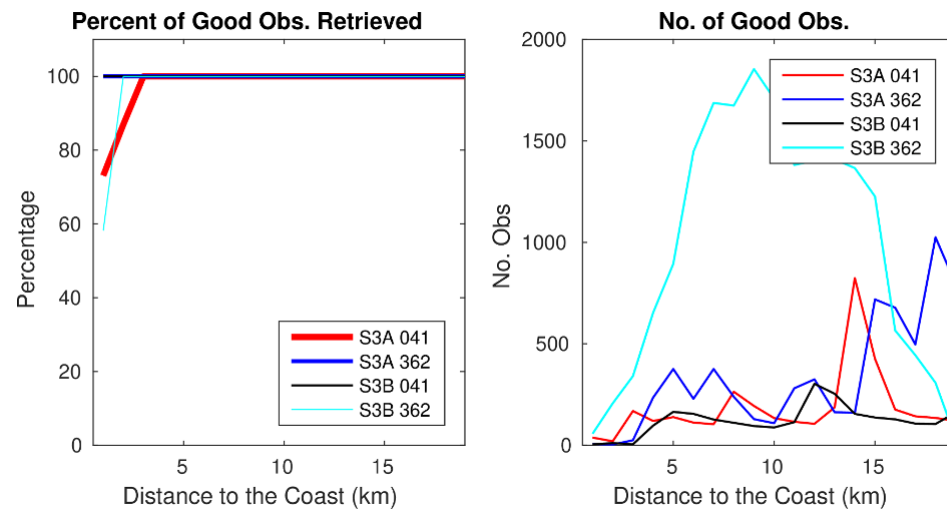 Percent of Good Obs. Retrieved
100
80
60
40
20
0
Percentage
5
10
15
Distance to the Coast (km)
S3A 041
S3A 362
S3B 041
S3B 362
No. of Good Obs.
2000
1500
1000
500
0
No. Obs
5
10
15
Distance to the Coast (km)
S3A 041
S3A 362
S3B 041
S3B 362